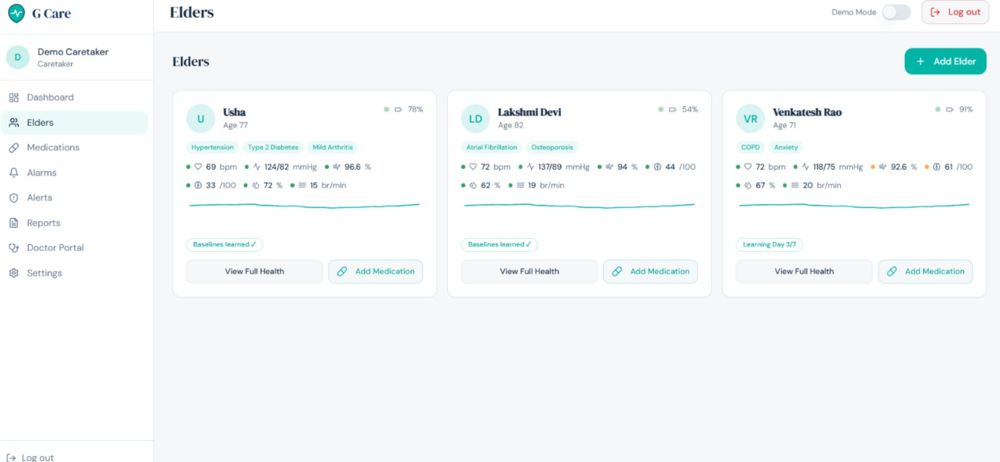 G Care
Elders
Demo Mode
Log out
D
Demo Caretaker
Caretaker
Dashboard
Elders
Medications
Alarms
Alerts
Reports
Doctor Portal
Settings
Log out
Elders
+ Add Elder
U
Usha
Age 77
78%
Hypertension Type 2 Diabetes Mild Arthritis
69 bpm 124/82 mmHg 96.6 %
33 /100 72 % 15 br/min
Baselines learned ✓
View Full Health Add Medication
LD
Lakshmi Devi
Age 82
54%
Atrial Fibrillation Osteoporosis
72 bpm 137/89 mmHg 94 % 44 /100
62 % 19 br/min
Baselines learned ✓
View Full Health Add Medication
VR
Venkatesh Rao
Age 71
91%
COPD Anxiety
72 bpm 118/75 mmHg 92.6 % 61 /100
67 % 20 br/min
Learning Day 3/7
View Full Health Add Medication